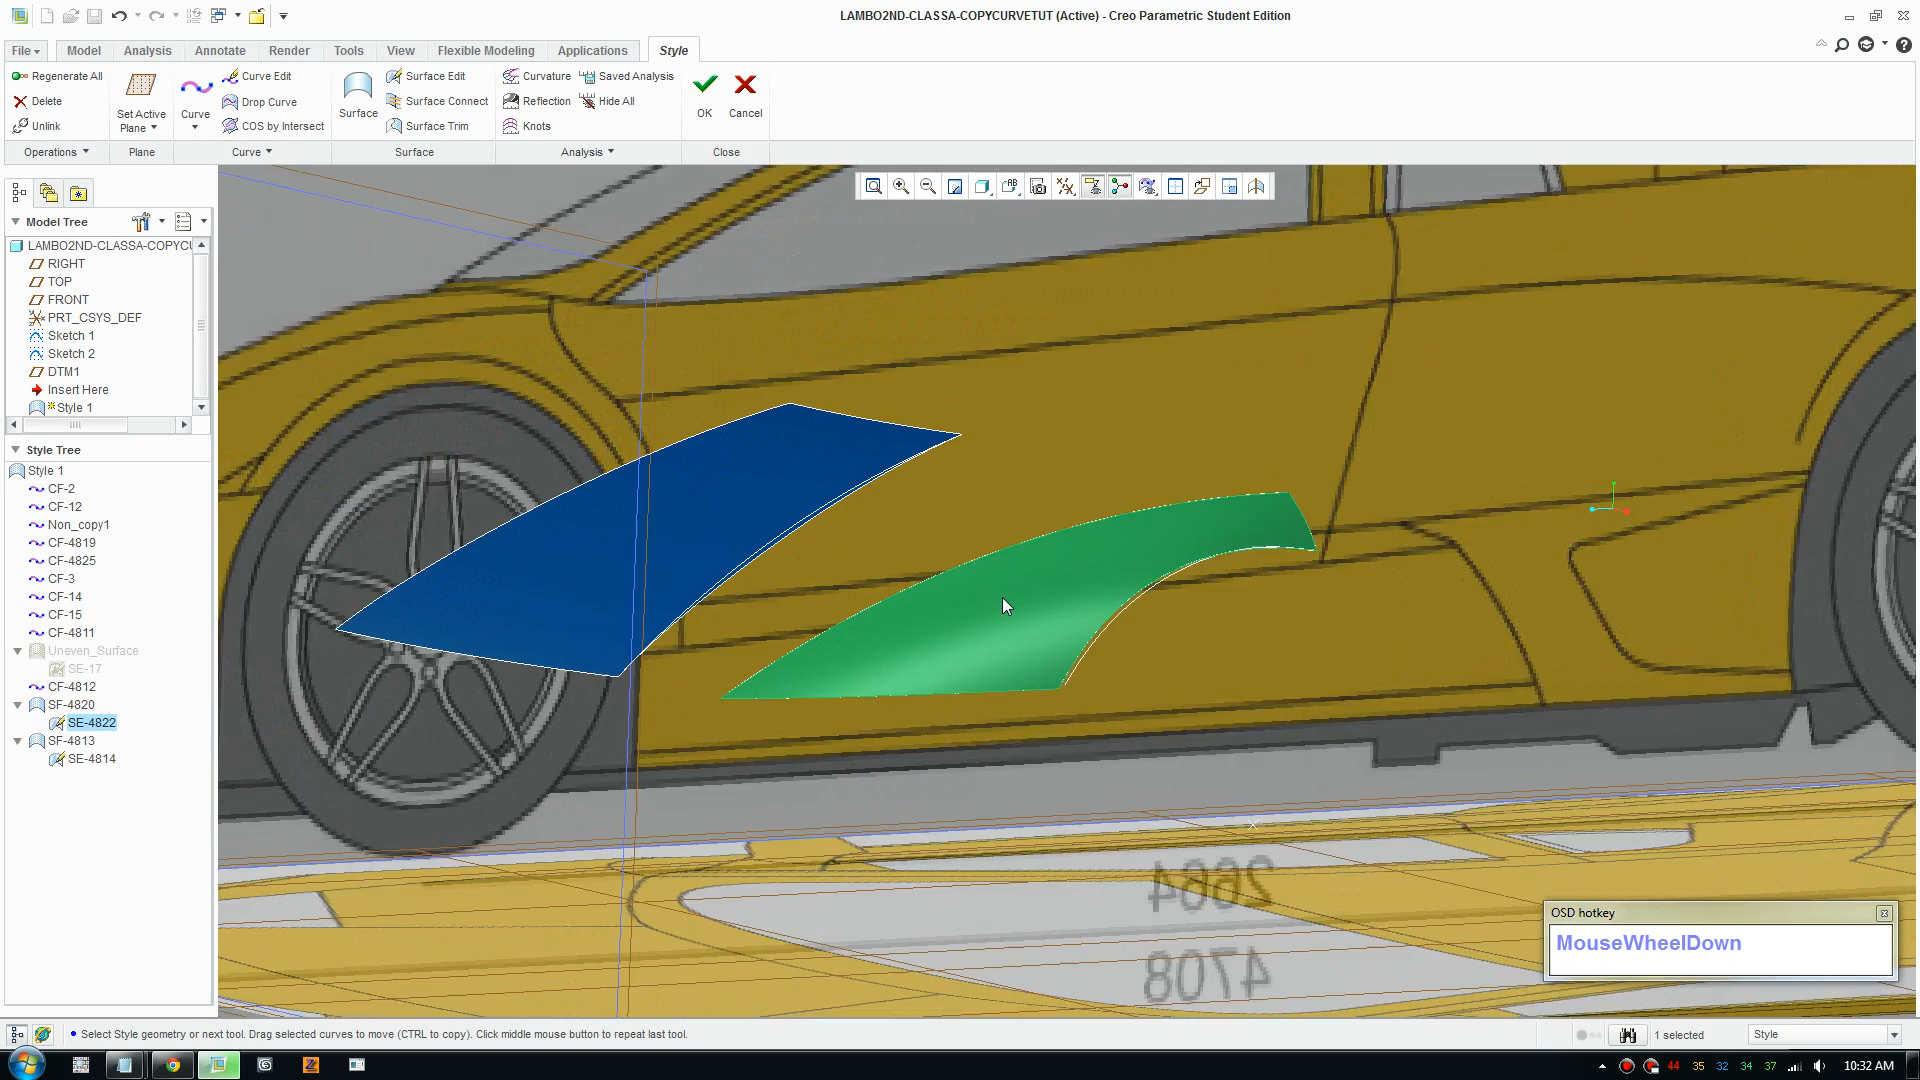 LAMBO2ND-CLASSA-COPYCURVETUT (Active) - Creo Parametric Student Edition
File
Model
Analysis
Annotate
Render
Tools
View
Flexible Modeling
Applications
Style
Regenerate All
Delete
Unlink
Operations
Set Active
Plane
Plane
Curve
Curve Edit
Drop Curve
COS by Intersect
Curve
Surface
Surface Edit
Surface Connect
Surface Trim
Surface
Curvature
Reflection
Knots
Saved Analysis
Hide All
Analysis
OK
Cancel
Close
Model Tree
LAMBO2ND-CLASSA-COPYCU
RIGHT
TOP
FRONT
PRT_CSYS_DEF
Sketch 1
Sketch 2
DTM1
Insert Here
Style 1
Style Tree
Style 1
CF-2
CF-12
Non_copy1
CF-4819
CF-4825
CF-3
CF-14
CF-15
CF-4811
Uneven_Surface
SE-17
CF-4812
SF-4820
SE-4822
SF-4813
SE-4814
2664
4708
OSD hotkey
MouseWheelDown
Select Style geometry or next tool. Drag selected curves to move (CTRL to copy). Click middle mouse button to repeat last tool.
1 selected
Style
44 35 32 34 37
10:32 AM